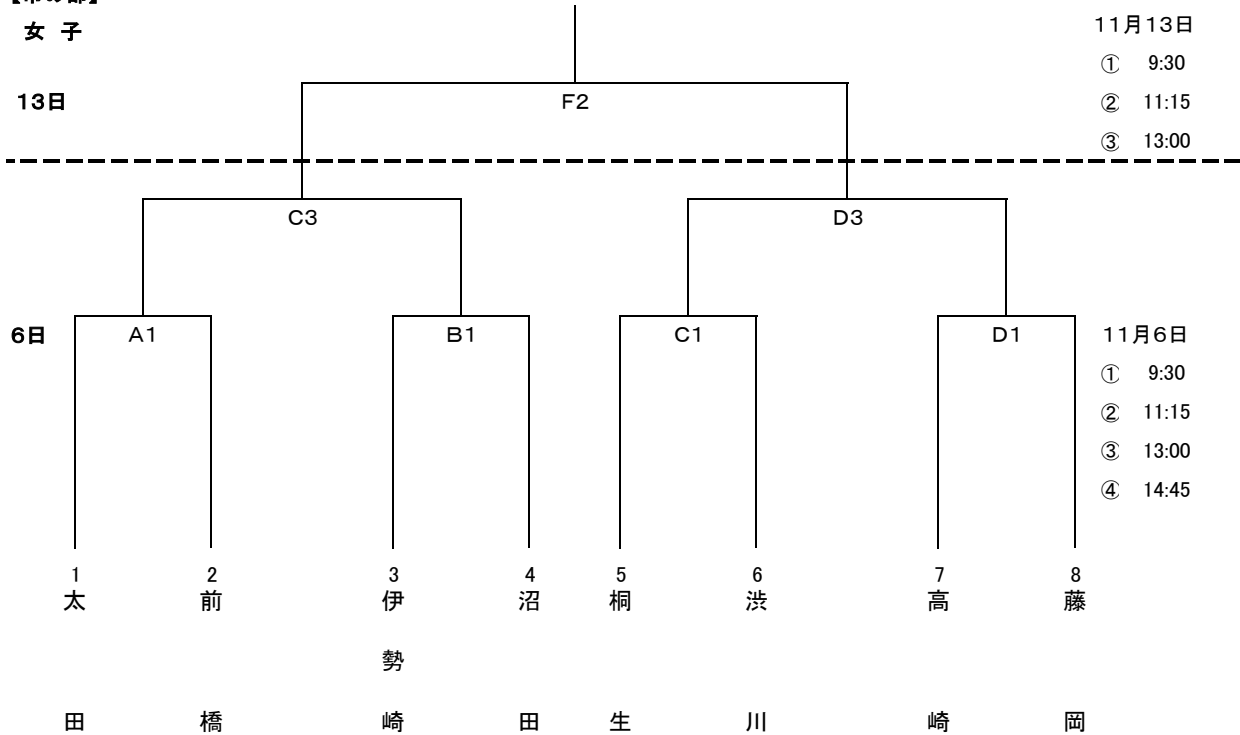 【市の部】
女 子
11月13日
① 9:30
13日
F2
② 11:15
③ 13:00
C3
D3
6日
A1
B1
C1
D1
11月6日
① 9:30
② 11:15
③ 13:00
④ 14:45
1
太田
2
前橋
3
伊勢崎
4
沼田
5
桐生
6
渋川
7
高崎
8
藤岡